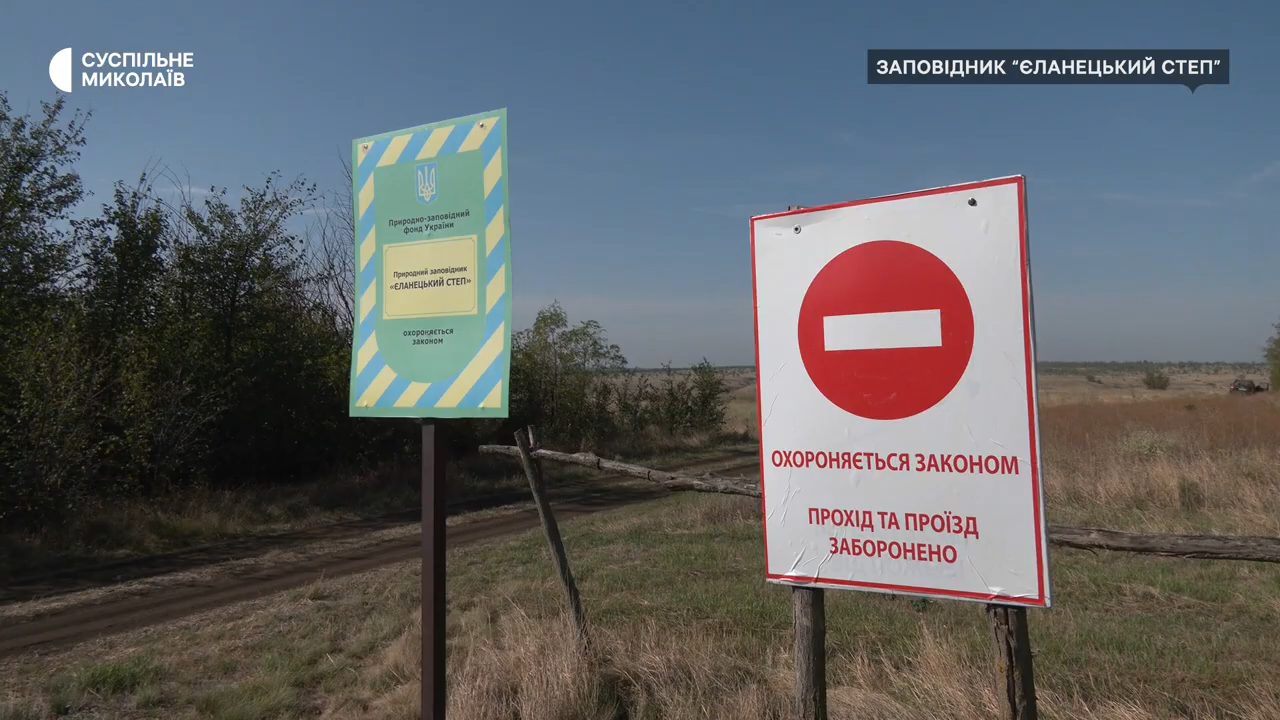 СУСПІЛЬНЕ
МИКОЛАЇВ
ЗАПОВІДНИК “ЄЛАНЕЦЬКИЙ СТЕП”
Природно-заповідний
фонд України
Природний заповідник
«ЄЛАНЕЦЬКИЙ СТЕП»
охороняється
законом
ОХОРОНЯЄТЬСЯ ЗАКОНОМ
ПРОХІД ТА ПРОЇЗД
ЗАБОРОНЕНО